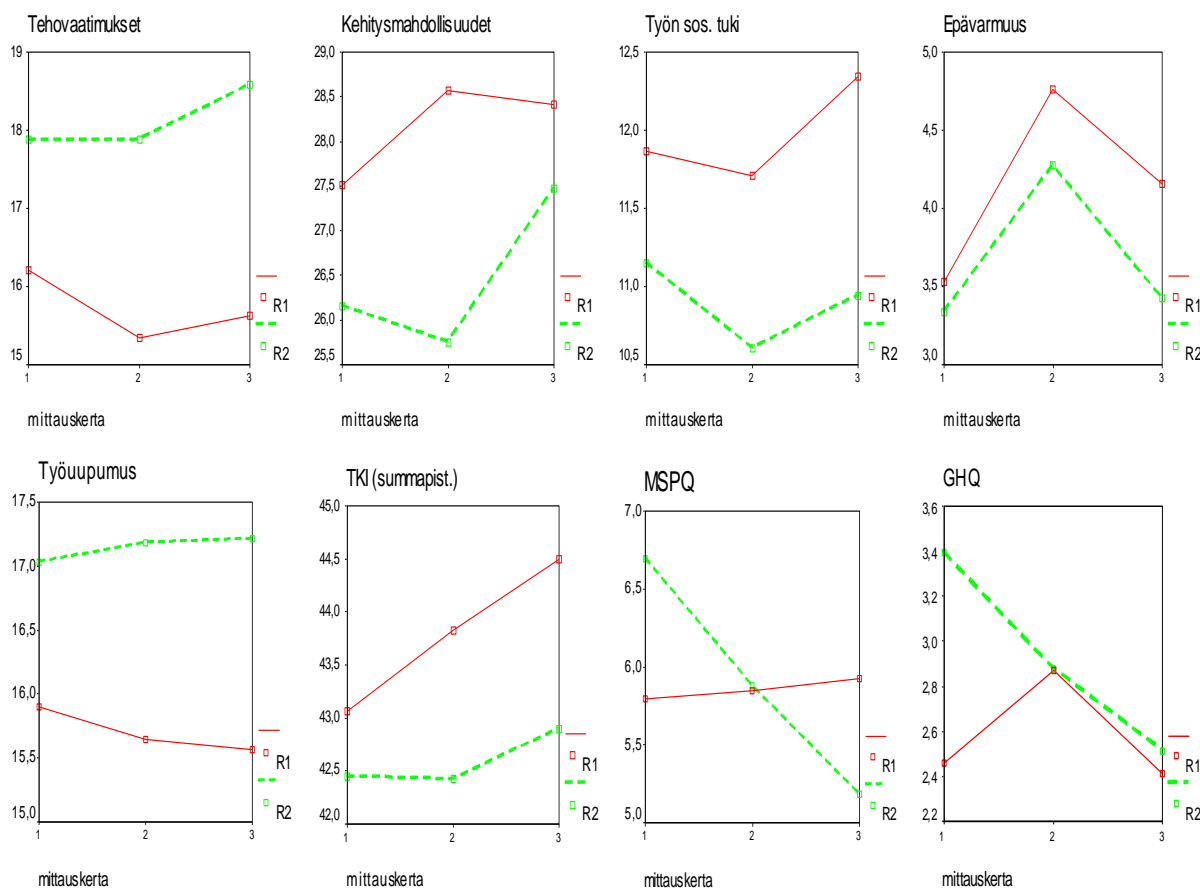 Tehovaatimukset
19
18
17
16
15
1 2 3
mittauskerta
R1
R2
Kehitysmahdollisuudet
29,0
28,5
28,0
27,5
27,0
26,5
26,0
25,5
1 2 3
mittauskerta
R1
R2
Työn sos. tuki
12,5
12,0
11,5
11,0
10,5
1 2 3
mittauskerta
R1
R2
Epävarmuus
5,0
4,5
4,0
3,5
3,0
1 2 3
mittauskerta
R1
R2
Työuupumus
17,5
17,0
16,5
16,0
15,5
15,0
1 2 3
mittauskerta
R1
R2
TKI (summapist.)
45,0
44,5
44,0
43,5
43,0
42,5
42,0
1 2 3
mittauskerta
R1
R2
MSPQ
7,0
6,5
6,0
5,5
5,0
1 2 3
mittauskerta
R1
R2
GHQ
3,6
3,4
3,2
3,0
2,8
2,6
2,4
2,2
1 2 3
mittauskerta
R1
R2